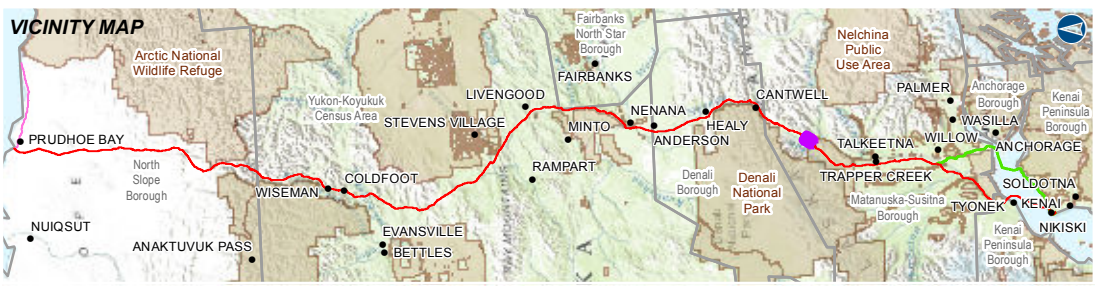 VICINITY MAP
Arctic National
Wildlife Refuge
Fairbanks
North Star
Borough
FAIRBANKS
Nelchina
Public
Use Area
PALMER
Anchorage
Borough
Kenai
Peninsula
Borough
Yukon-Koyukuk
Census Area
LIVENGOOD
STEVENS VILLAGE
NENANA
CANTWELL
WASILLA
PRUDHOE BAY
MINTO
ANDERSON
HEALY
TALKEETNA
WILLOW
ANCHORAGE
North
Slope
Borough
WISEMAN
COLDFOOT
RAMPART
Denali
Borough
Denali
National
Park
TRAPPER CREEK
Matanuska-Susitna
Borough
SOLDOTNA
TYONEK
KENAI
NIKISKI
NUIQSUT
ANAKTUVUK PASS
EVANSVILLE
BETTLES
Kenai
Peninsula
Borough
K A